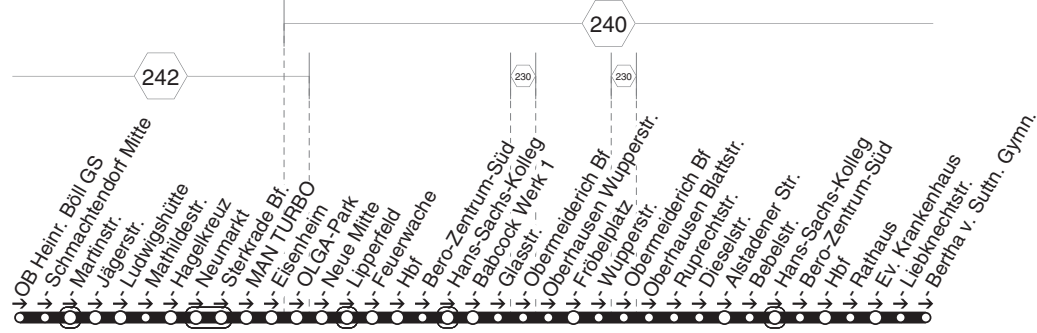 240
242
230
230
OB Heinr. Böll GS
Schmachtendorf Mitte
Martinstr.
Jägerstr.
Ludwigshütte
Mathildestr.
Hagelkreuz
Neumarkt
Sterkrade Bf.
MAN TURBO
Eisenheim
OLGA-Park
Neue Mitte
Lipperfeld
Feuerwache
Hbf
Bero-Zentrum-Süd
Hans-Sachs-Kolleg
Babcock Werk 1
Glasstr.
Obermeiderich Bf
Oberhausen Wupperstr.
Fröbelplatz
Wupperstr.
Obermeiderich Bf
Oberhausen Blattstr.
Ruprechtstr.
Dieselstr.
Alstadener Str.
Bebelstr.
Hans-Sachs-Kolleg
Bero-Zentrum-Süd
Hbf
Rathaus
Ev. Krankenhaus
Liebknechtstr.
Bertha v. Suttn. Gymn.